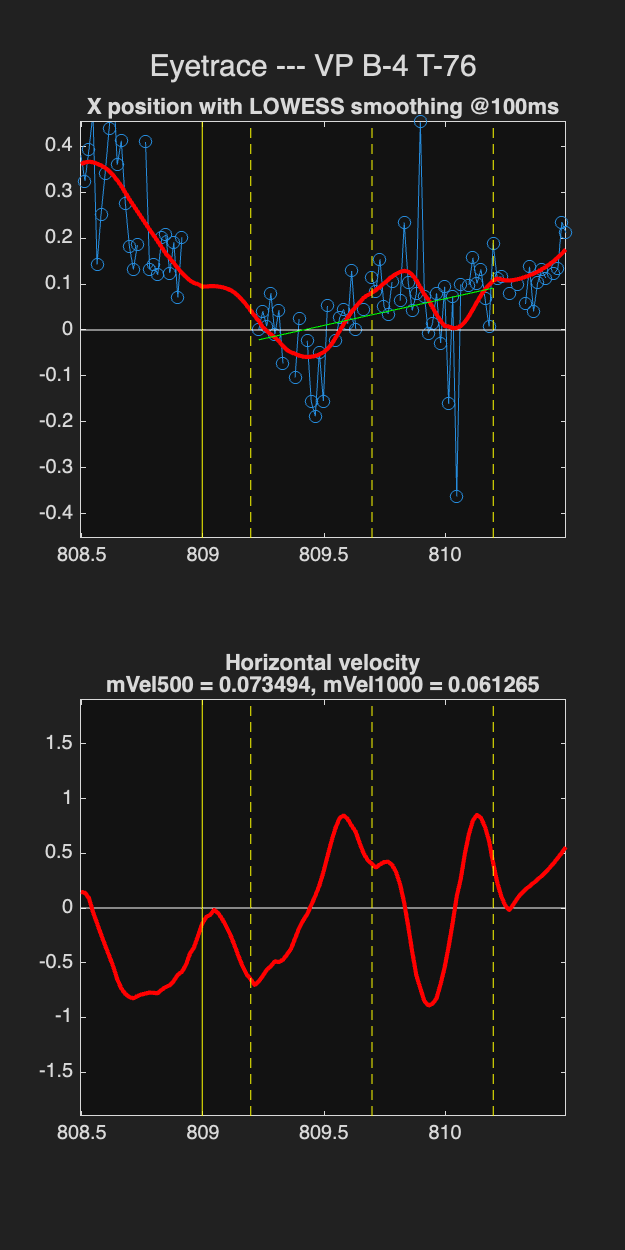 Eyetrace --- VP B-4 T-76
X position with LOWESS smoothing @100ms
0.4
0.3
0.2
0.1
0
-0.1
-0.2
-0.3
-0.4
808.5 809 809.5 810
Horizontal velocity
mVel500 = 0.073494, mVel1000 = 0.061265
1.5
1
0.5
0
-0.5
-1
-1.5
808.5 809 809.5 810